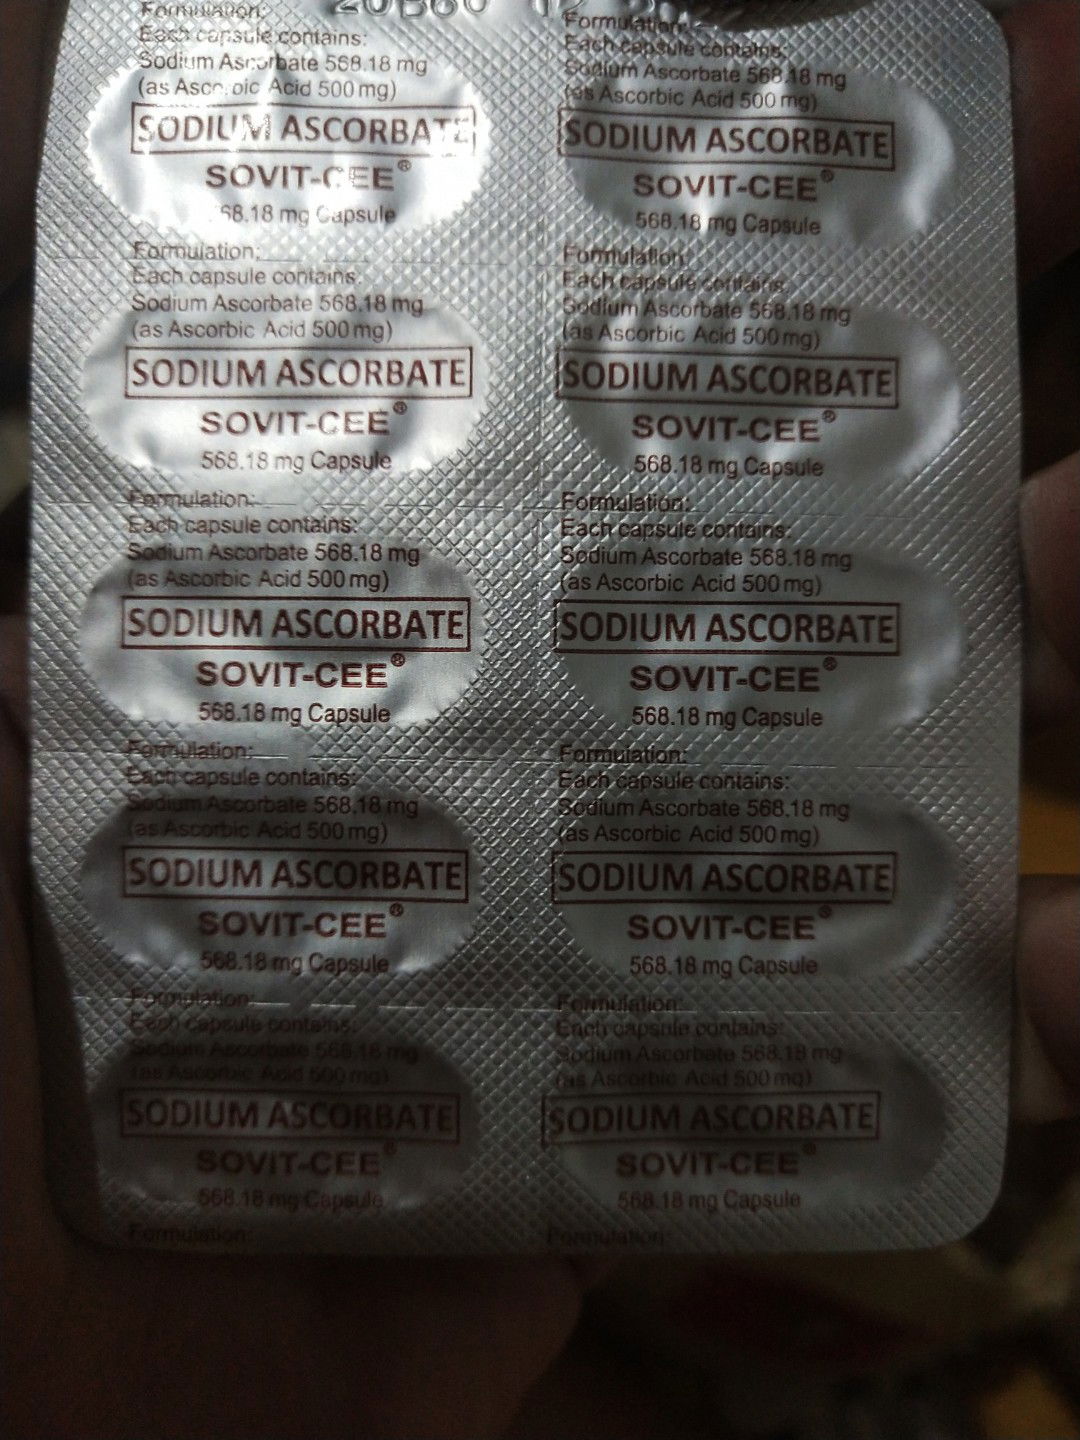 Formulation:
Each capsule contains:
Sodium Ascorbate 568.18 mg
(as Ascorbic Acid 500 mg)
SODIUM ASCORBATE
SOVIT-CEE®
568.18 mg Capsule
Formulation:
Each capsule contains:
Sodium Ascorbate 568.18 mg
(as Ascorbic Acid 500 mg)
SODIUM ASCORBATE
SOVIT-CEE®
568.18 mg Capsule
Formulation:
Each capsule contains:
Sodium Ascorbate 568.18 mg
(as Ascorbic Acid 500 mg)
SODIUM ASCORBATE
SOVIT-CEE®
568.18 mg Capsule
Formulation:
Each capsule contains:
Sodium Ascorbate 568.18 mg
(as Ascorbic Acid 500 mg)
SODIUM ASCORBATE
SOVIT-CEE®
568.18 mg Capsule
Formulation:
Each capsule contains:
Sodium Ascorbate 568.18 mg
(as Ascorbic Acid 500 mg)
SODIUM ASCORBATE
SOVIT-CEE®
568.18 mg Capsule
Formulation:
Each capsule contains:
Sodium Ascorbate 568.18 mg
(as Ascorbic Acid 500 mg)
SODIUM ASCORBATE
SOVIT-CEE®
568.18 mg Capsule
Formulation:
Each capsule contains:
Sodium Ascorbate 568.18 mg
(as Ascorbic Acid 500 mg)
SODIUM ASCORBATE
SOVIT-CEE®
568.18 mg Capsule
Formulation:
Each capsule contains:
Sodium Ascorbate 568.18 mg
(as Ascorbic Acid 500 mg)
SODIUM ASCORBATE
SOVIT-CEE®
568.18 mg Capsule
Formulation:
Each capsule contains:
Sodium Ascorbate 568.18 mg
(as Ascorbic Acid 500 mg)
SODIUM ASCORBATE
SOVIT-CEE®
568.18 mg Capsule
Formulation:
Each capsule contains:
Sodium Ascorbate 568.18 mg
(as Ascorbic Acid 500 mg)
SODIUM ASCORBATE
SOVIT-CEE®
568.18 mg Capsule
Formulation:
Formulation: